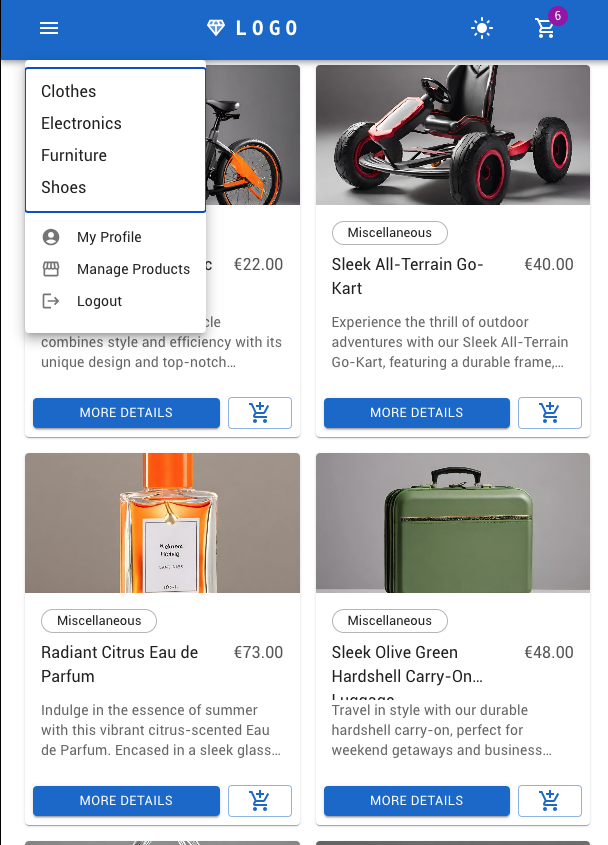 LOGO
6
Clothes
Electronics
Furniture
Shoes
My Profile
Manage Products
Logout
c €22.00
cle
combines style and efficiency with its
unique design and top-notch…
MORE DETAILS
Miscellaneous
Sleek All-Terrain Go-
Kart
€40.00
Experience the thrill of outdoor
adventures with our Sleek All-Terrain
Go-Kart, featuring a durable frame,…
MORE DETAILS
Miscellaneous
Radiant Citrus Eau de
Parfum
€73.00
Indulge in the essence of summer
with this vibrant citrus-scented Eau
de Parfum. Encased in a sleek glass…
MORE DETAILS
Miscellaneous
Sleek Olive Green
Hardshell Carry-On…
Luggage
€48.00
Travel in style with our durable
hardshell carry-on, perfect for
weekend getaways and business…
MORE DETAILS